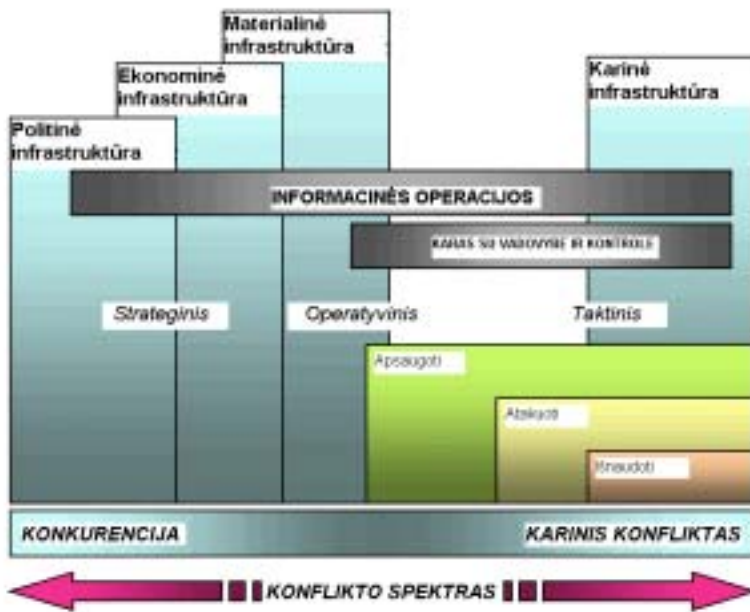 Materialinė
infrastruktūra
Ekonominė
infrastruktūra
Karinė
infrastruktūra
Politinė
infrastruktūra
INFORMACINĖS OPERACIJOS
KARAS SU VADOVYBE IR KONTROLE
Strateginis
Operatyvinis
Taktinis
Apsaugoti
Atakuoti
Išnaudoti
KONKURENCIJA
KARINIS KONFLIKTAS
KONFLIKTO SPEKTRAS